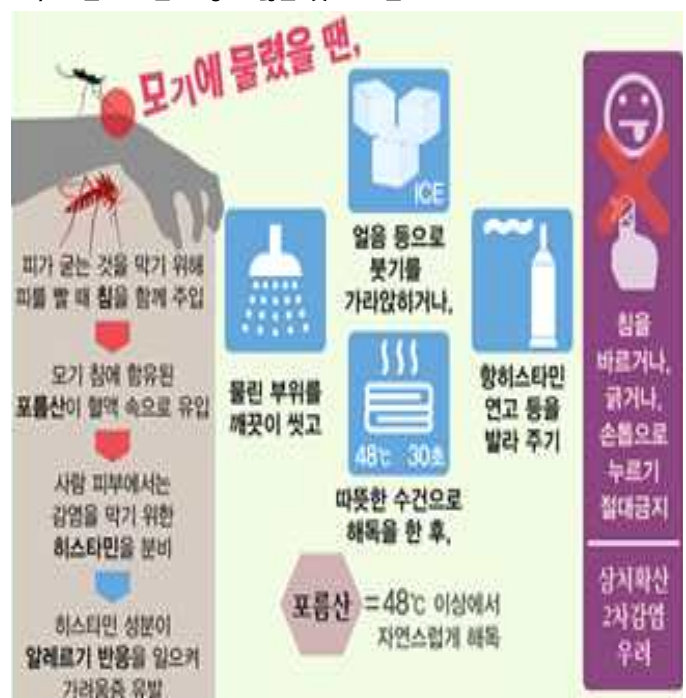 모기에 물렸을 땐,
피가 굳는 것을 막기 위해
피를 빨 때 침을 함께 주입
모기 침에 함유된
포름산이 혈액 속으로 유입
사람 피부에서는
감염을 막기 위한
히스타민을 분비
히스타민 성분이
알레르기 반응을 일으켜
가려움증 유발
물린 부위를
깨끗이 씻고
ICE
얼음 등으로
붓기를
가라앉히거나,
48℃ 30초
따뜻한 수건으로
해독을 한 후,
항히스타민
연고 등을
발라 주기
포름산 = 48℃ 이상에서
자연스럽게 해독
침을
바르거나,
긁거나,
손톱으로
누르기
절대금지
상처확산
2차감염
우려